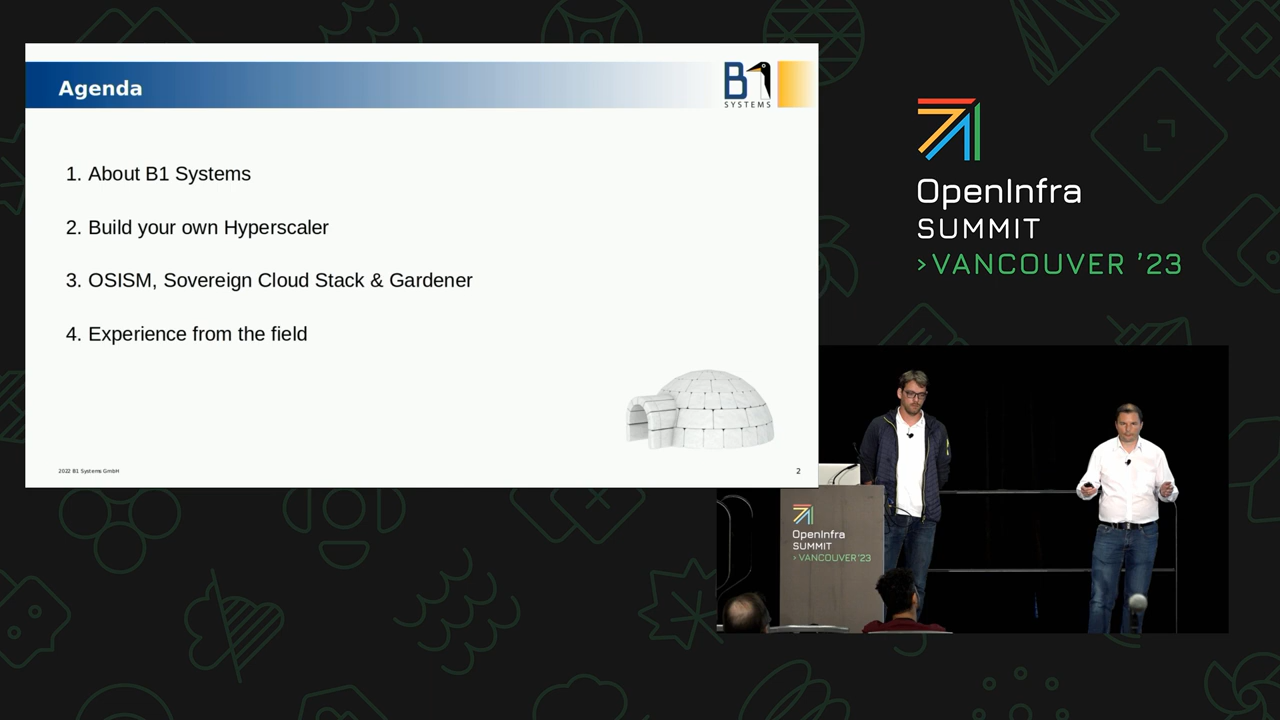 Agenda
B1
SYSTEMS
1. About B1 Systems
2. Build your own Hyperscaler
3. OSISM, Sovereign Cloud Stack & Gardener
4. Experience from the field
2022 B1 Systems GmbH
2
OpenInfra
SUMMIT
>VANCOUVER '23
OpenInfra
SUMMIT
>VANCOUVER'23